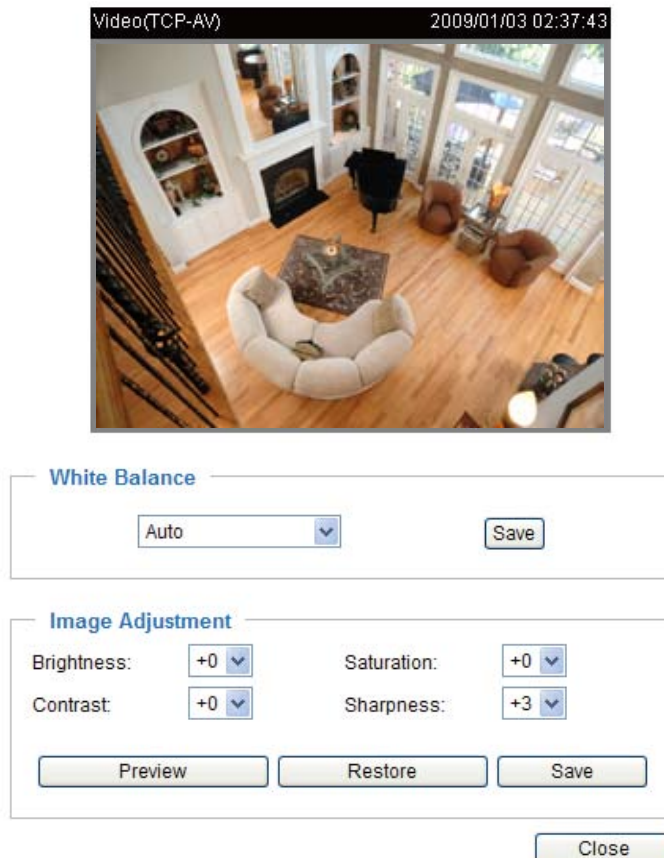 Video(TCP-AV) 2009/01/03 02:37:43
White Balance
Auto Save
Image Adjustment
Brightness: +0 Saturation: +0
Contrast: +0 Sharpness: +3
Preview Restore Save
Close